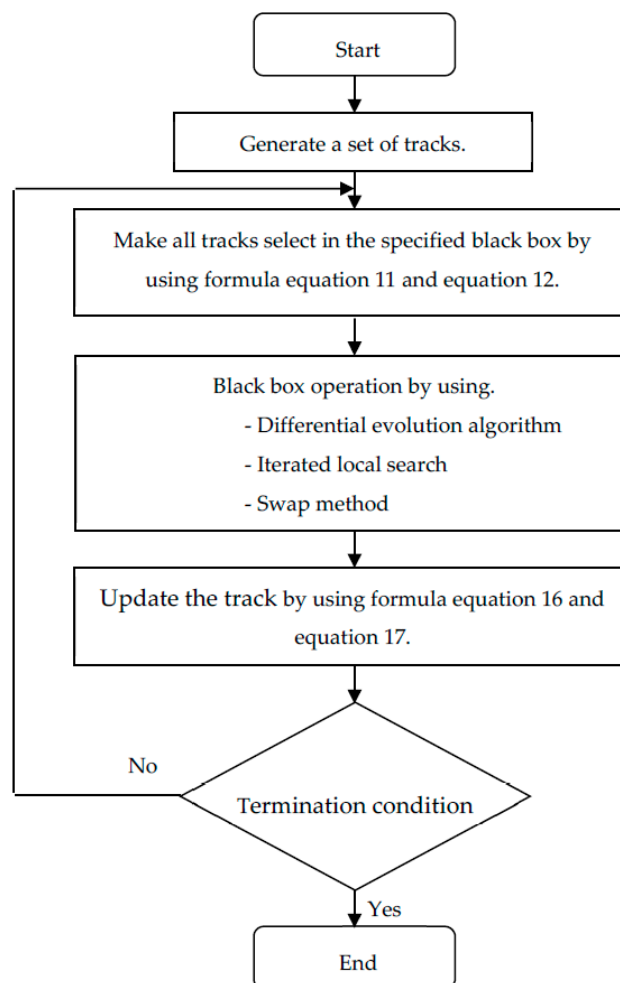 Start
Generate a set of tracks.
Make all tracks select in the specified black box by
using formula equation 11 and equation 12.
Black box operation by using.
- Differential evolution algorithm
- Iterated local search
- Swap method
Update the track by using formula equation 16 and
equation 17.
No
Termination condition
Yes
End